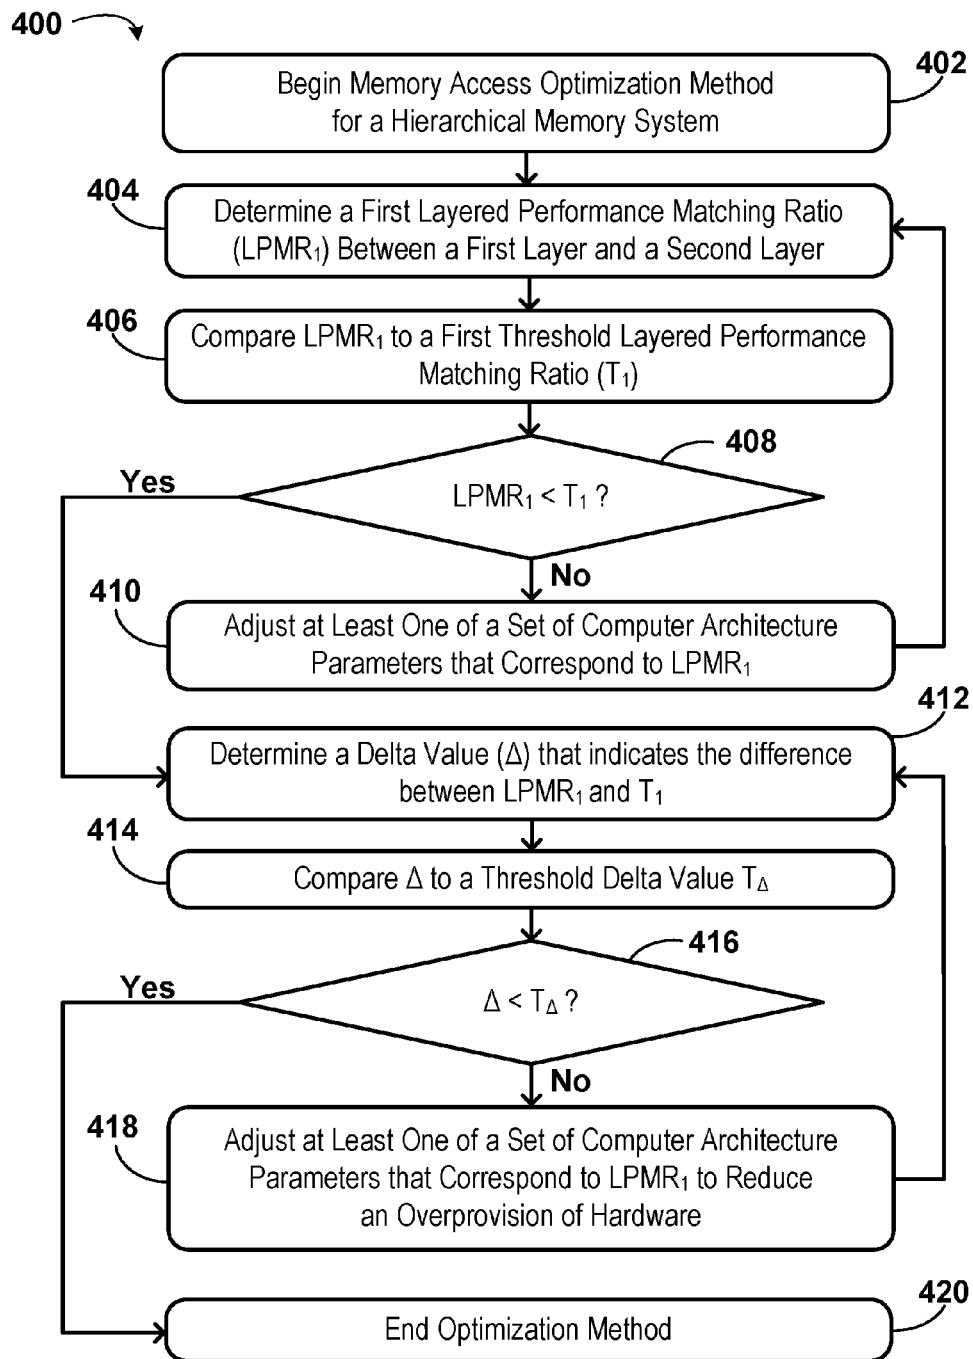 400
402
Begin Memory Access Optimization Method
for a Hierarchical Memory System
404
Determine a First Layered Performance Matching Ratio
(LPMR₁) Between a First Layer and a Second Layer
406
Compare LPMR₁ to a First Threshold Layered Performance
Matching Ratio (T₁)
408
Yes
LPMR₁ < T₁ ?
No
410
Adjust at Least One of a Set of Computer Architecture
Parameters that Correspond to LPMR₁
412
Determine a Delta Value (Δ) that indicates the difference
between LPMR₁ and T₁
414
Compare Δ to a Threshold Delta Value T_Δ
416
Yes
Δ < T_Δ ?
No
418
Adjust at Least One of a Set of Computer Architecture
Parameters that Correspond to LPMR₁ to Reduce
an Overprovision of Hardware
420
End Optimization Method